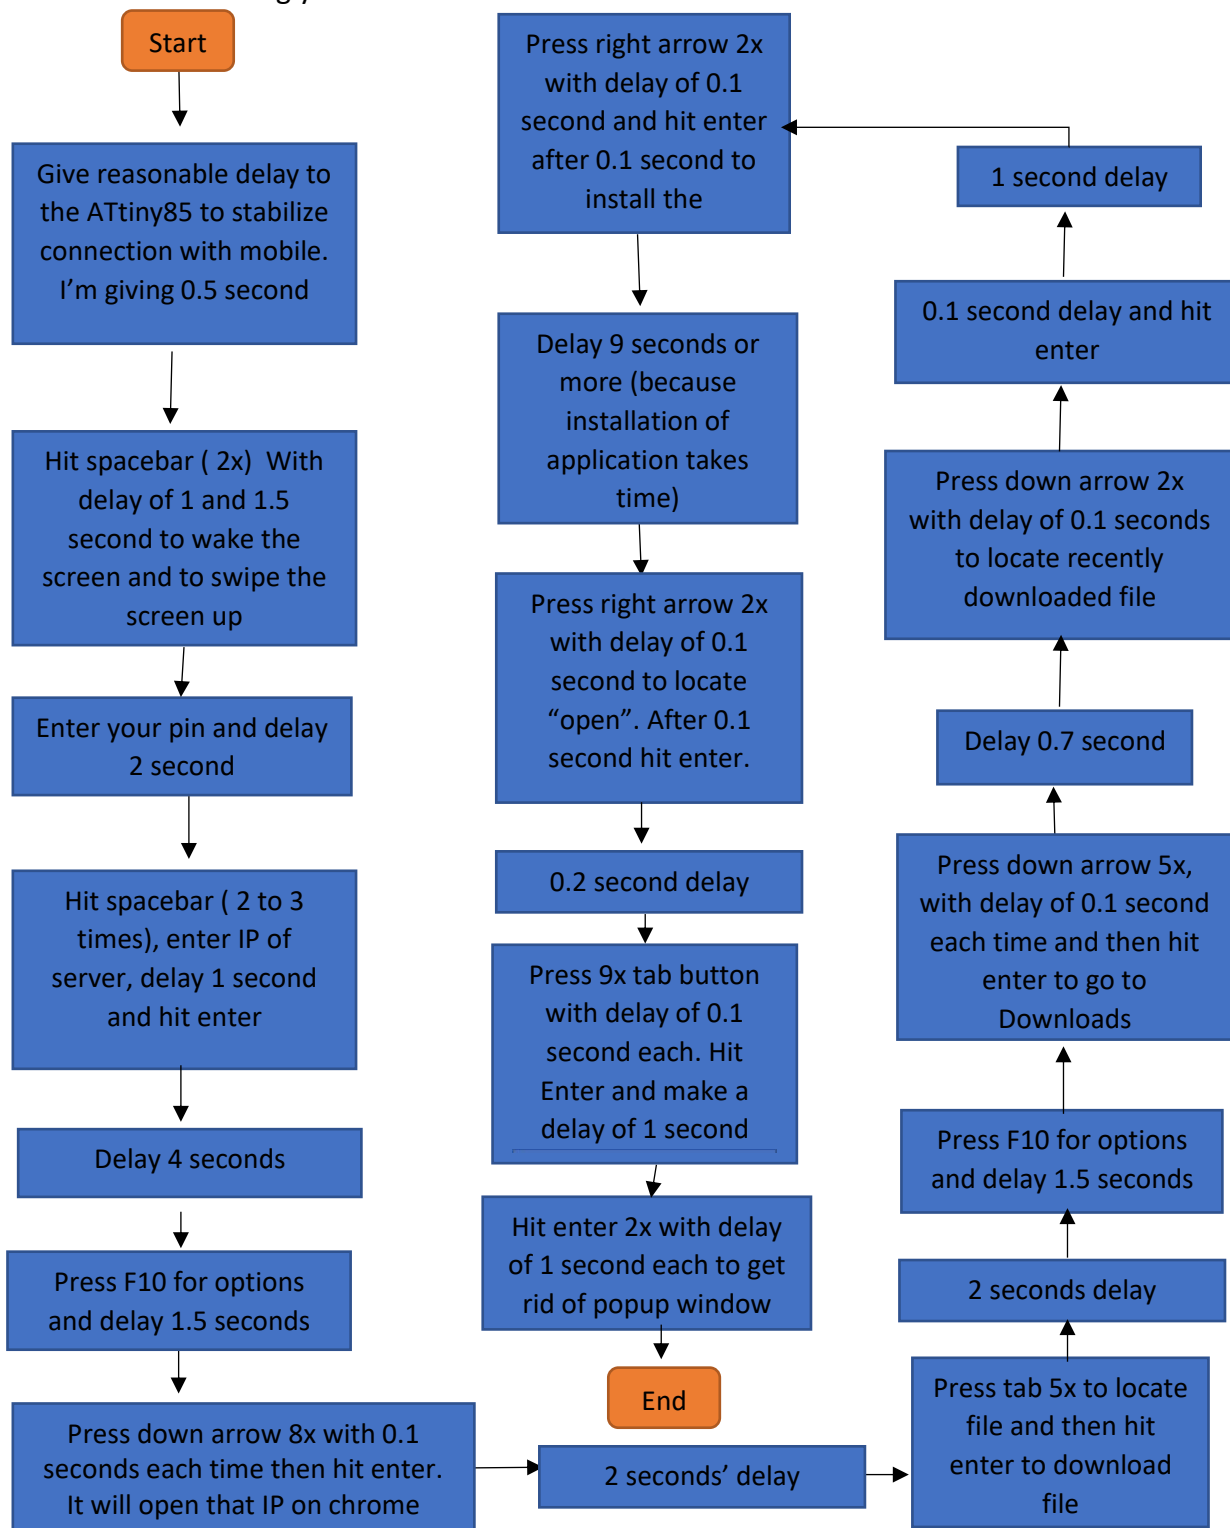 Start
Give reasonable delay to
the ATtiny85 to stabilize
connection with mobile.
I’m giving 0.5 second
Hit spacebar ( 2x) With
delay of 1 and 1.5
second to wake the
screen and to swipe the
screen up
Enter your pin and delay
2 second
Hit spacebar ( 2 to 3
times), enter IP of
server, delay 1 second
and hit enter
Delay 4 seconds
Press F10 for options
and delay 1.5 seconds
Press down arrow 8x with 0.1
seconds each time then hit enter.
It will open that IP on chrome
2 seconds’ delay
Press tab 5x to locate
file and then hit
enter to download
file
2 seconds delay
Press F10 for options
and delay 1.5 seconds
Press down arrow 5x,
with delay of 0.1 second
each time and then hit
enter to go to
Downloads
Delay 0.7 second
Press down arrow 2x
with delay of 0.1 seconds
to locate recently
downloaded file
0.1 second delay and hit
enter
1 second delay
Press right arrow 2x
with delay of 0.1
second and hit enter
after 0.1 second to
install the
Delay 9 seconds or
more (because
installation of
application takes
time)
Press right arrow 2x
with delay of 0.1
second to locate
“open”. After 0.1
second hit enter.
0.2 second delay
Press 9x tab button
with delay of 0.1
second each. Hit
Enter and make a
delay of 1 second
Hit enter 2x with delay
of 1 second each to get
rid of popup window
End